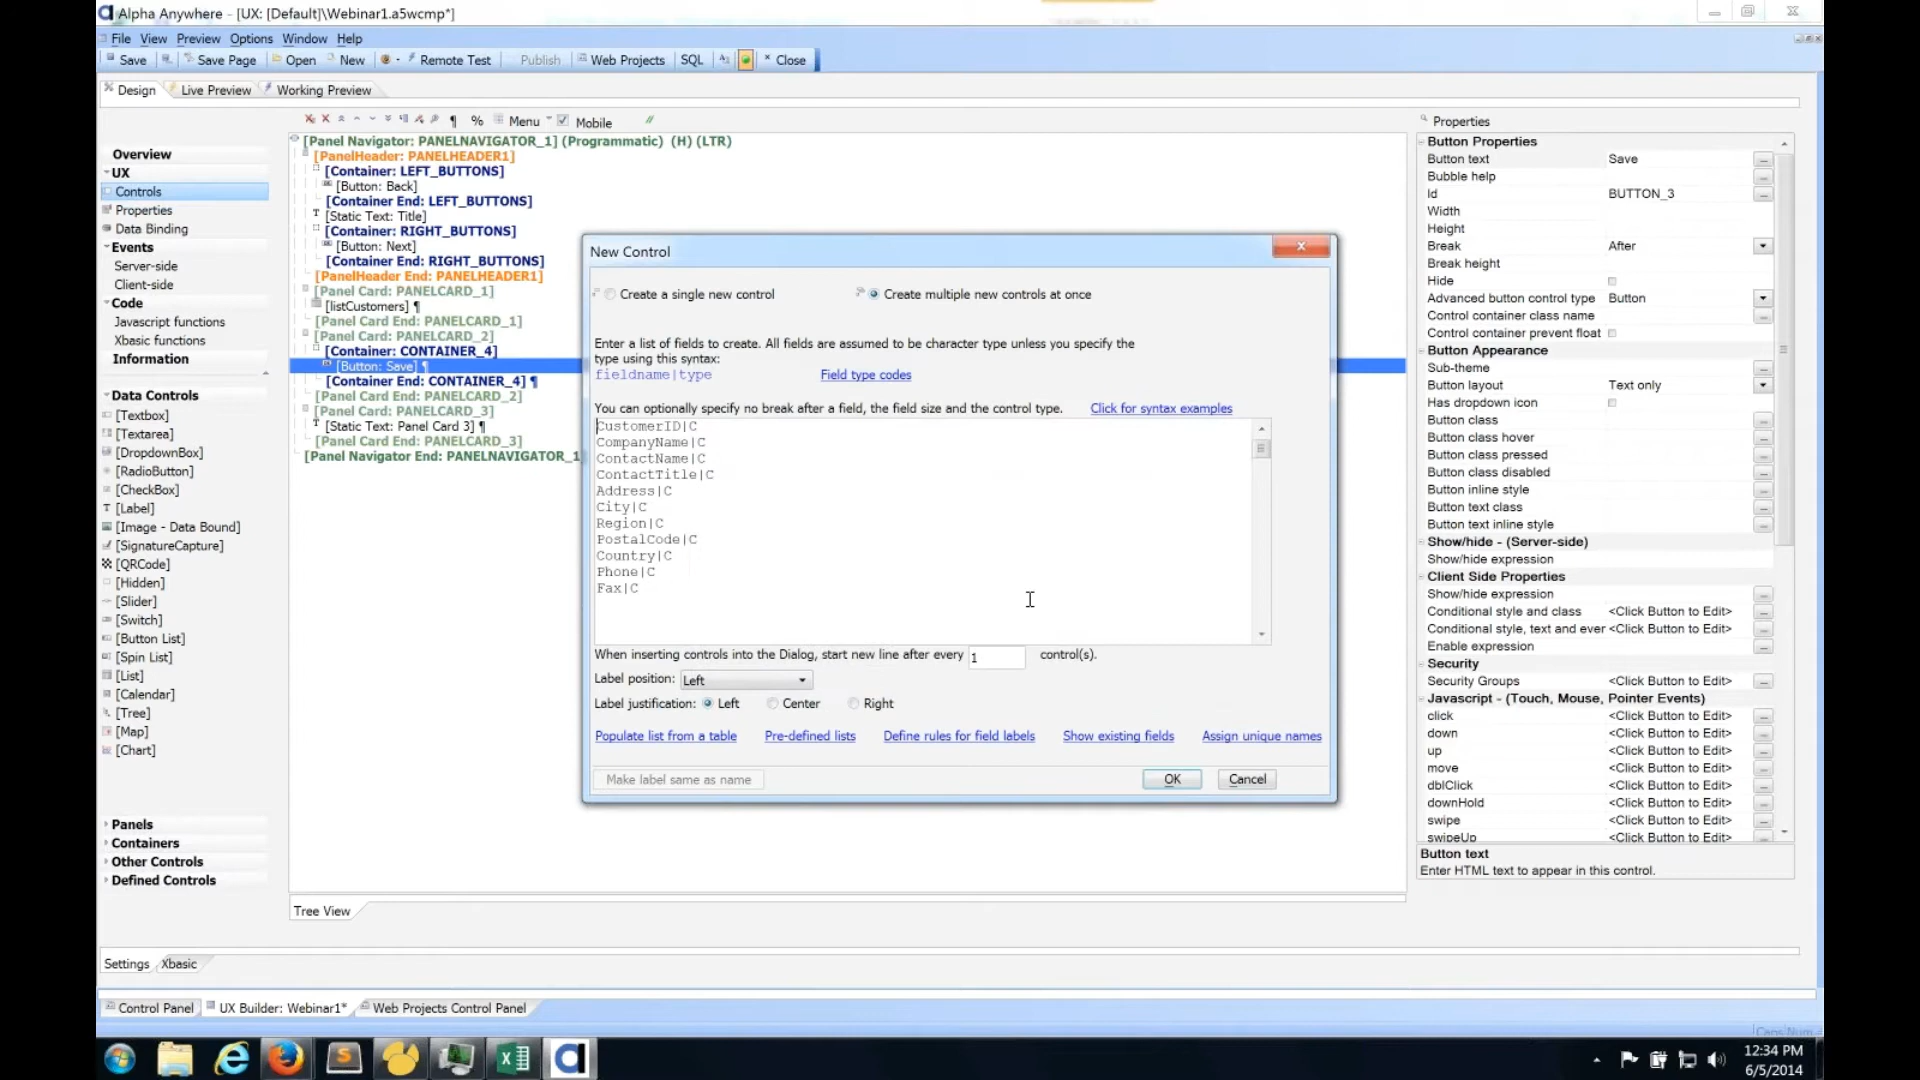 Alpha Anywhere - [UX: [Default]\Webinar1.a5wcmp*]
File View Preview Options Window Help
Save Save Page Open New Remote Test Publish Web Projects SQL Close
Design Live Preview Working Preview
Menu Mobile
Overview
UX
Controls
Properties
Data Binding
Events
Server-side
Client-side
Code
Javascript functions
Xbasic functions
Information
Data Controls
[Textbox]
[Textarea]
[DropdownBox]
[RadioButton]
[CheckBox]
[Label]
[Image - Data Bound]
[SignatureCapture]
[QRCode]
[Hidden]
[Slider]
[Switch]
[Button List]
[Spin List]
[List]
[Calendar]
[Tree]
[Map]
[Chart]
Panels
Containers
Other Controls
Defined Controls
[Panel Navigator: PANELNAVIGATOR_1] (Programmatic) (H) (LTR)
[PanelHeader: PANELHEADER1]
[Container: LEFT_BUTTONS]
[Button: Back]
[Container End: LEFT_BUTTONS]
[Static Text: Title]
[Container: RIGHT_BUTTONS]
[Button: Next]
[Container End: RIGHT_BUTTONS]
[PanelHeader End: PANELHEADER1]
[Panel Card: PANELCARD_1]
[listCustomers] ¶
[Panel Card End: PANELCARD_1]
[Panel Card: PANELCARD_2]
[Container: CONTAINER_4]
[Button: Save] ¶
[Container End: CONTAINER_4] ¶
[Panel Card End: PANELCARD_2]
[Panel Card: PANELCARD_3]
[Static Text: Panel Card 3] ¶
[Panel Card End: PANELCARD_3]
[Panel Navigator End: PANELNAVIGATOR_1
New Control
Create a single new control Create multiple new controls at once
Enter a list of fields to create. All fields are assumed to be character type unless you specify the
type using this syntax:
fieldname|type Field type codes
You can optionally specify no break after a field, the field size and the control type. Click for syntax examples
CustomerID|C
CompanyName|C
ContactName|C
ContactTitle|C
Address|C
City|C
Region|C
PostalCode|C
Country|C
Phone|C
Fax|C
When inserting controls into the Dialog, start new line after every 1 control(s).
Label position: Left
Label justification: Left Center Right
Populate list from a table Pre-defined lists Define rules for field labels Show existing fields Assign unique names
Make label same as name OK Cancel
Properties
Button Properties
Button text Save
Bubble help
Id BUTTON_3
Width
Height
Break After
Break height
Hide
Advanced button control type Button
Control container class name
Control container prevent float
Button Appearance
Sub-theme
Button layout Text only
Has dropdown icon
Button class
Button class hover
Button class pressed
Button class disabled
Button inline style
Button text class
Button text inline style
Show/hide - (Server-side)
Show/hide expression
Client Side Properties
Show/hide expression
Conditional style and class <Click Button to Edit>
Conditional style, text and ever <Click Button to Edit>
Enable expression
Security
Security Groups <Click Button to Edit>
Javascript - (Touch, Mouse, Pointer Events)
click <Click Button to Edit>
down <Click Button to Edit>
up <Click Button to Edit>
move <Click Button to Edit>
dblClick <Click Button to Edit>
downHold <Click Button to Edit>
swipe <Click Button to Edit>
swipeUp <Click Button to Edit>
Button text
Enter HTML text to appear in this control.
Tree View
Settings Xbasic
Control Panel UX Builder: Webinar1* Web Projects Control Panel
Caps Num
12:34 PM
6/5/2014